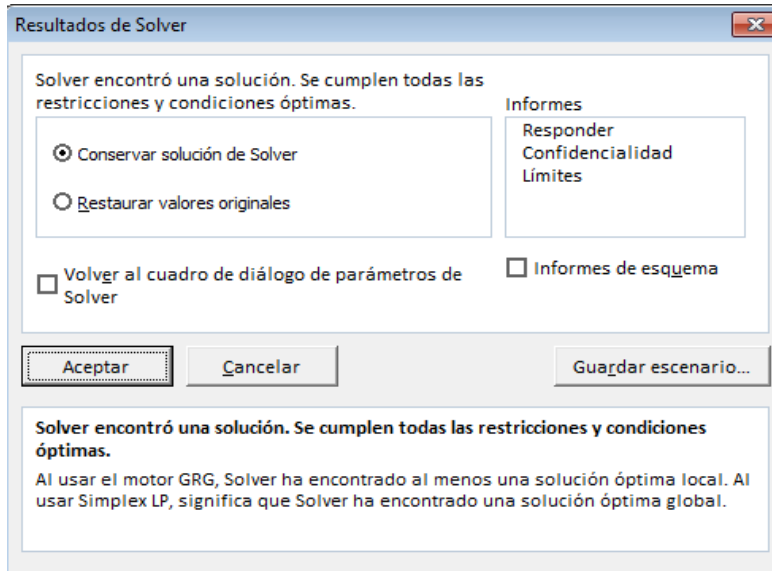 Resultados de Solver
Solver encontró una solución. Se cumplen todas las
restricciones y condiciones óptimas.
Conservar solución de Solver
Restaurar valores originales
Volver al cuadro de diálogo de parámetros de
Solver
Informes
Responder
Confidencialidad
Límites
Informes de esquema
Aceptar
Cancelar
Guardar escenario...
Solver encontró una solución. Se cumplen todas las restricciones y condiciones
óptimas.
Al usar el motor GRG, Solver ha encontrado al menos una solución óptima local. Al
usar Simplex LP, significa que Solver ha encontrado una solución óptima global.